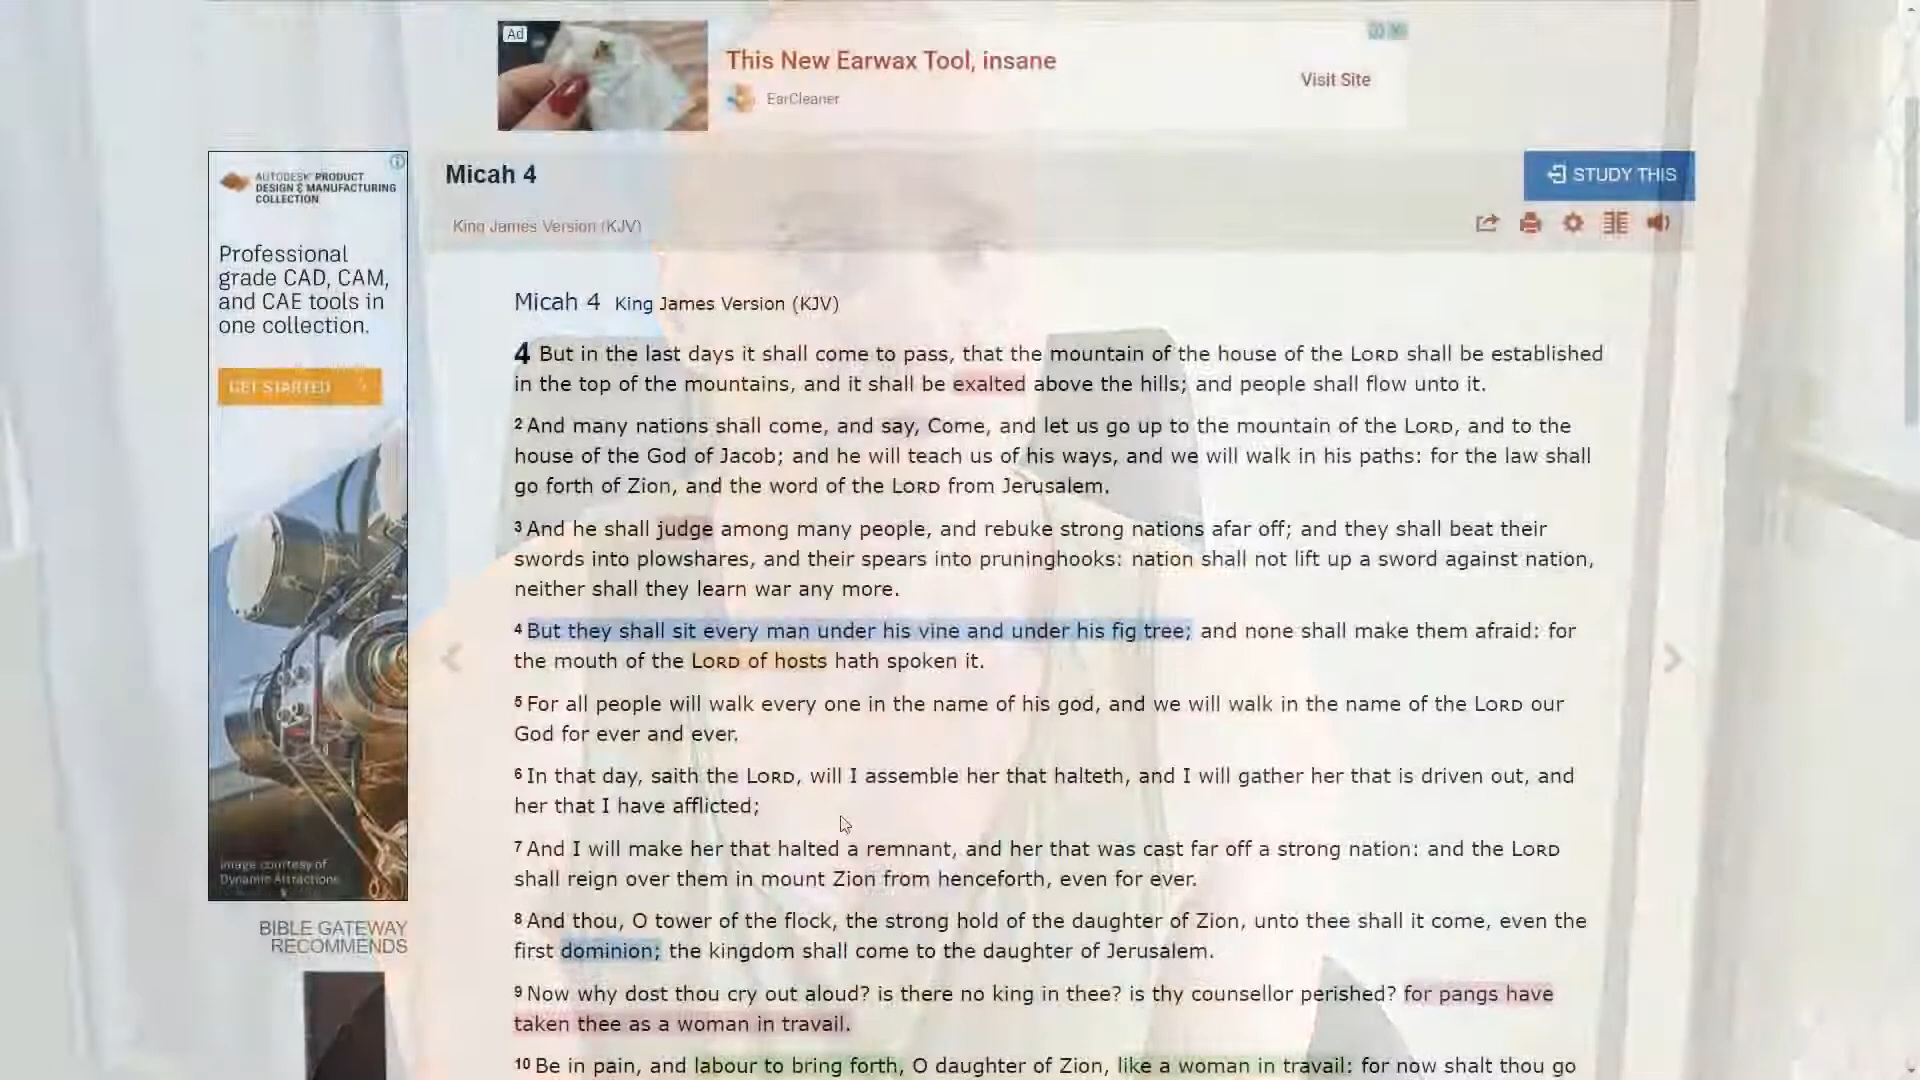 Ad
This New Earwax Tool, insane
EarCleaner
Visit Site
AUTODESK® PRODUCT
DESIGN & MANUFACTURING
COLLECTION
Professional
grade CAD, CAM,
and CAE tools in
one collection.
GET STARTED
Image courtesy of
Dynamic Attractions
BIBLE GATEWAY
RECOMMENDS
Micah 4
STUDY THIS
King James Version (KJV)
Micah 4 King James Version (KJV)
4 But in the last days it shall come to pass, that the mountain of the house of the LORD shall be established
in the top of the mountains, and it shall be exalted above the hills; and people shall flow unto it.
2 And many nations shall come, and say, Come, and let us go up to the mountain of the LORD, and to the
house of the God of Jacob; and he will teach us of his ways, and we will walk in his paths: for the law shall
go forth of Zion, and the word of the LORD from Jerusalem.
3 And he shall judge among many people, and rebuke strong nations afar off; and they shall beat their
swords into plowshares, and their spears into pruninghooks: nation shall not lift up a sword against nation,
neither shall they learn war any more.
4 But they shall sit every man under his vine and under his fig tree; and none shall make them afraid: for
the mouth of the LORD of hosts hath spoken it.
5 For all people will walk every one in the name of his god, and we will walk in the name of the LORD our
God for ever and ever.
6 In that day, saith the LORD, will I assemble her that halteth, and I will gather her that is driven out, and
her that I have afflicted;
7 And I will make her that halted a remnant, and her that was cast far off a strong nation: and the LORD
shall reign over them in mount Zion from henceforth, even for ever.
8 And thou, O tower of the flock, the strong hold of the daughter of Zion, unto thee shall it come, even the
first dominion; the kingdom shall come to the daughter of Jerusalem.
9 Now why dost thou cry out aloud? is there no king in thee? is thy counsellor perished? for pangs have
taken thee as a woman in travail.
10 Be in pain, and labour to bring forth, O daughter of Zion, like a woman in travail: for now shalt thou go